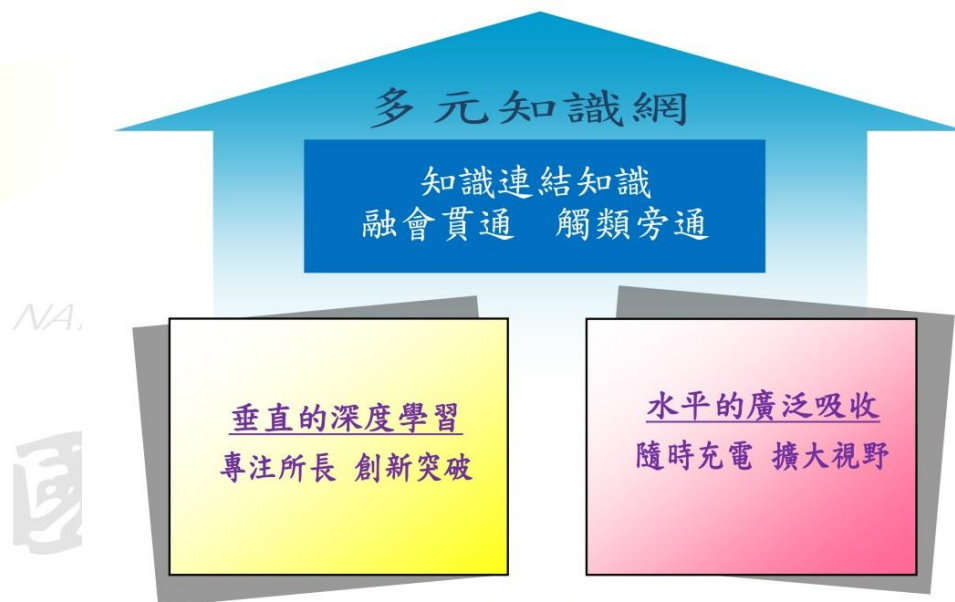 多元知識網
知識連結知識
融會貫通 觸類旁通
NA
垂直的深度學習
專注所長 創新突破
水平的廣泛吸收
隨時充電 擴大視野
國